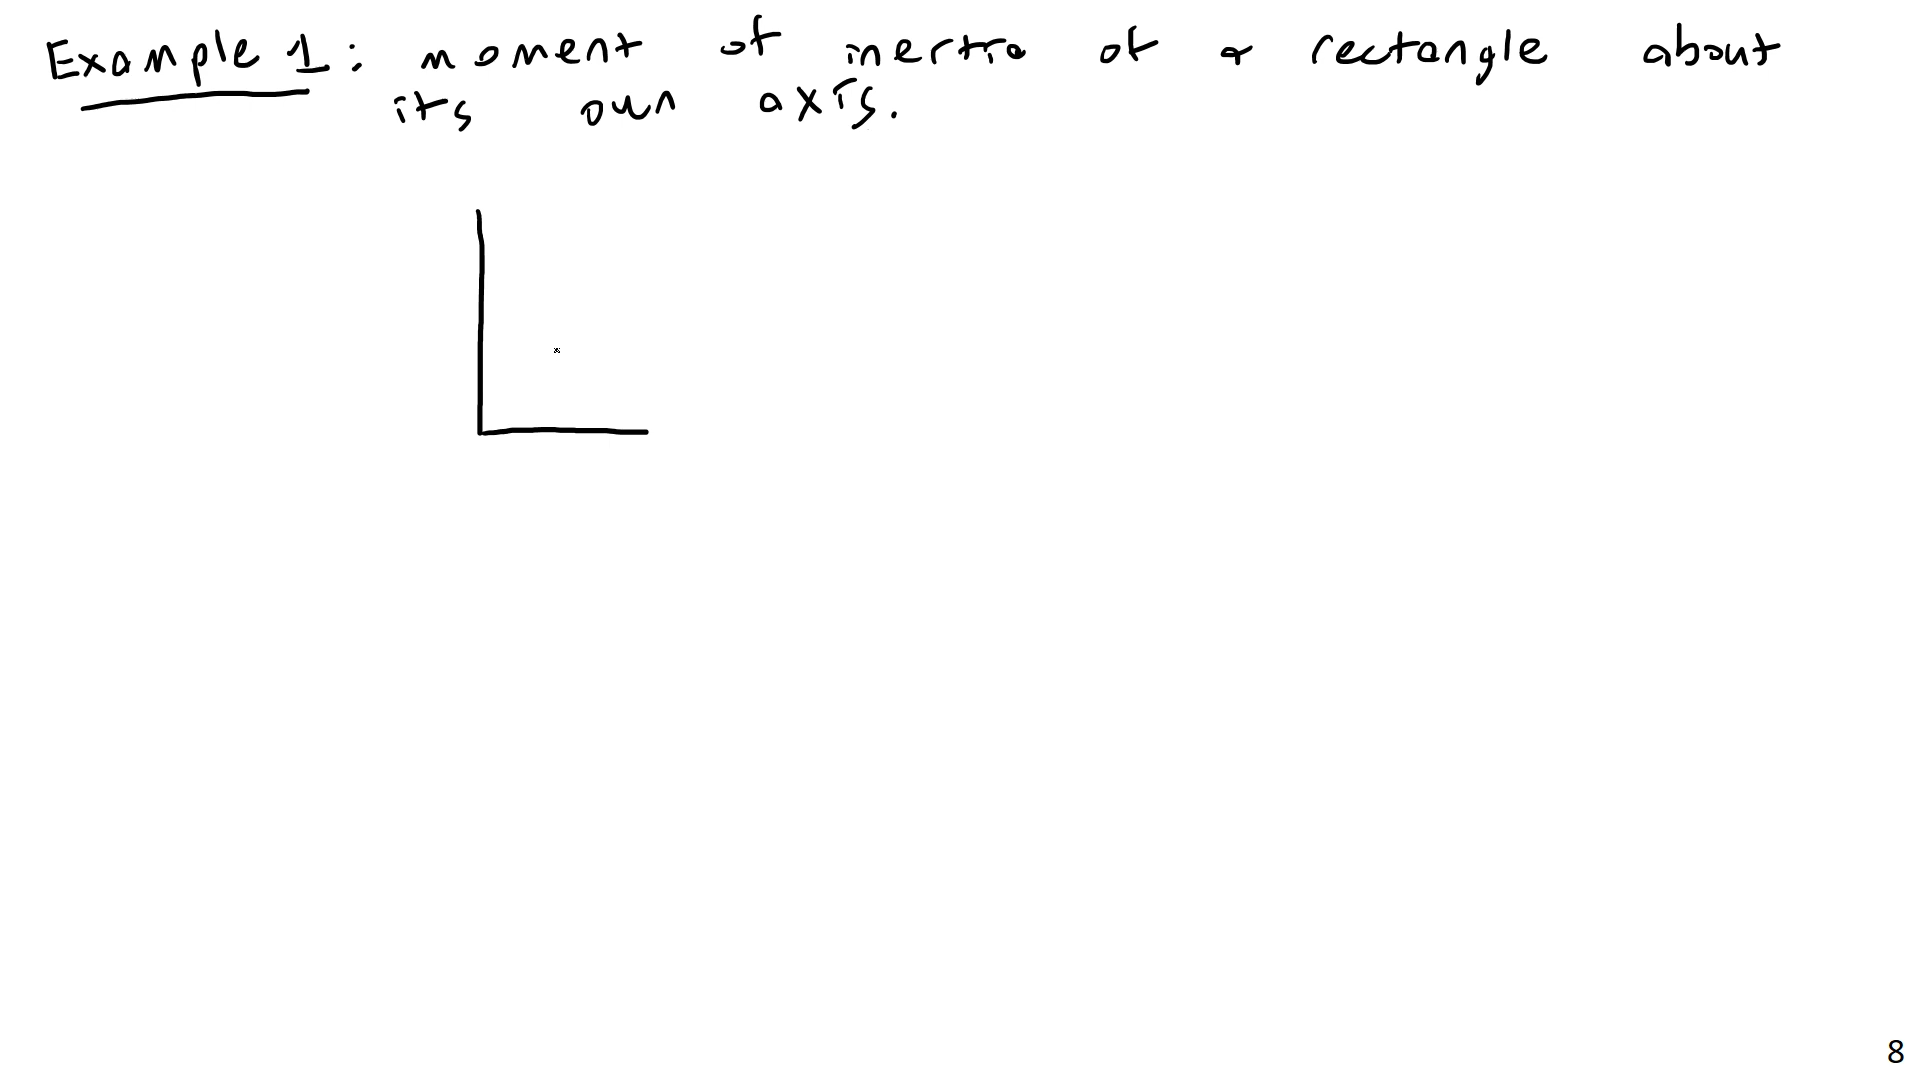 Example 1: moment of inertia of a rectangle about
its own axis.
8